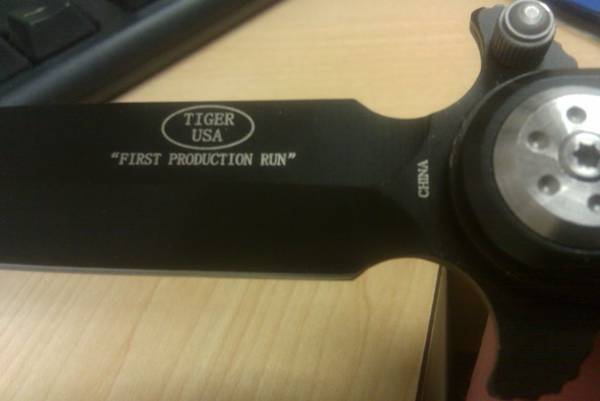 TIGER
USA
"FIRST PRODUCTION RUN"
CHINA